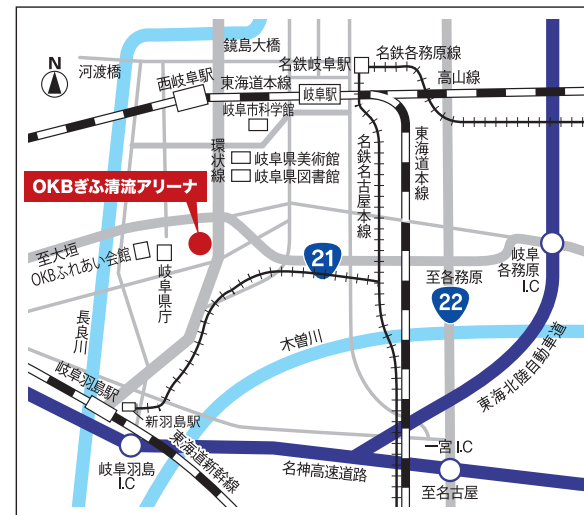 N
鏡島大橋
河渡橋
名鉄岐阜駅
名鉄各務原線
高山線
西岐阜駅
東海道本線
岐阜駅
岐阜市科学館
環状線
岐阜県美術館
岐阜県図書館
名鉄名古屋本線
東海道本線
OKBぎふ清流アリーナ
至大垣
OKBふれあい会館
岐阜県庁
21
至各務原
22
岐阜
各務原
I.C
長良川
木曽川
東海北陸自動車道
岐阜羽島駅
新羽島駅
東海道新幹線
岐阜羽島
I.C
名神高速道路
一宮 I.C
至名古屋